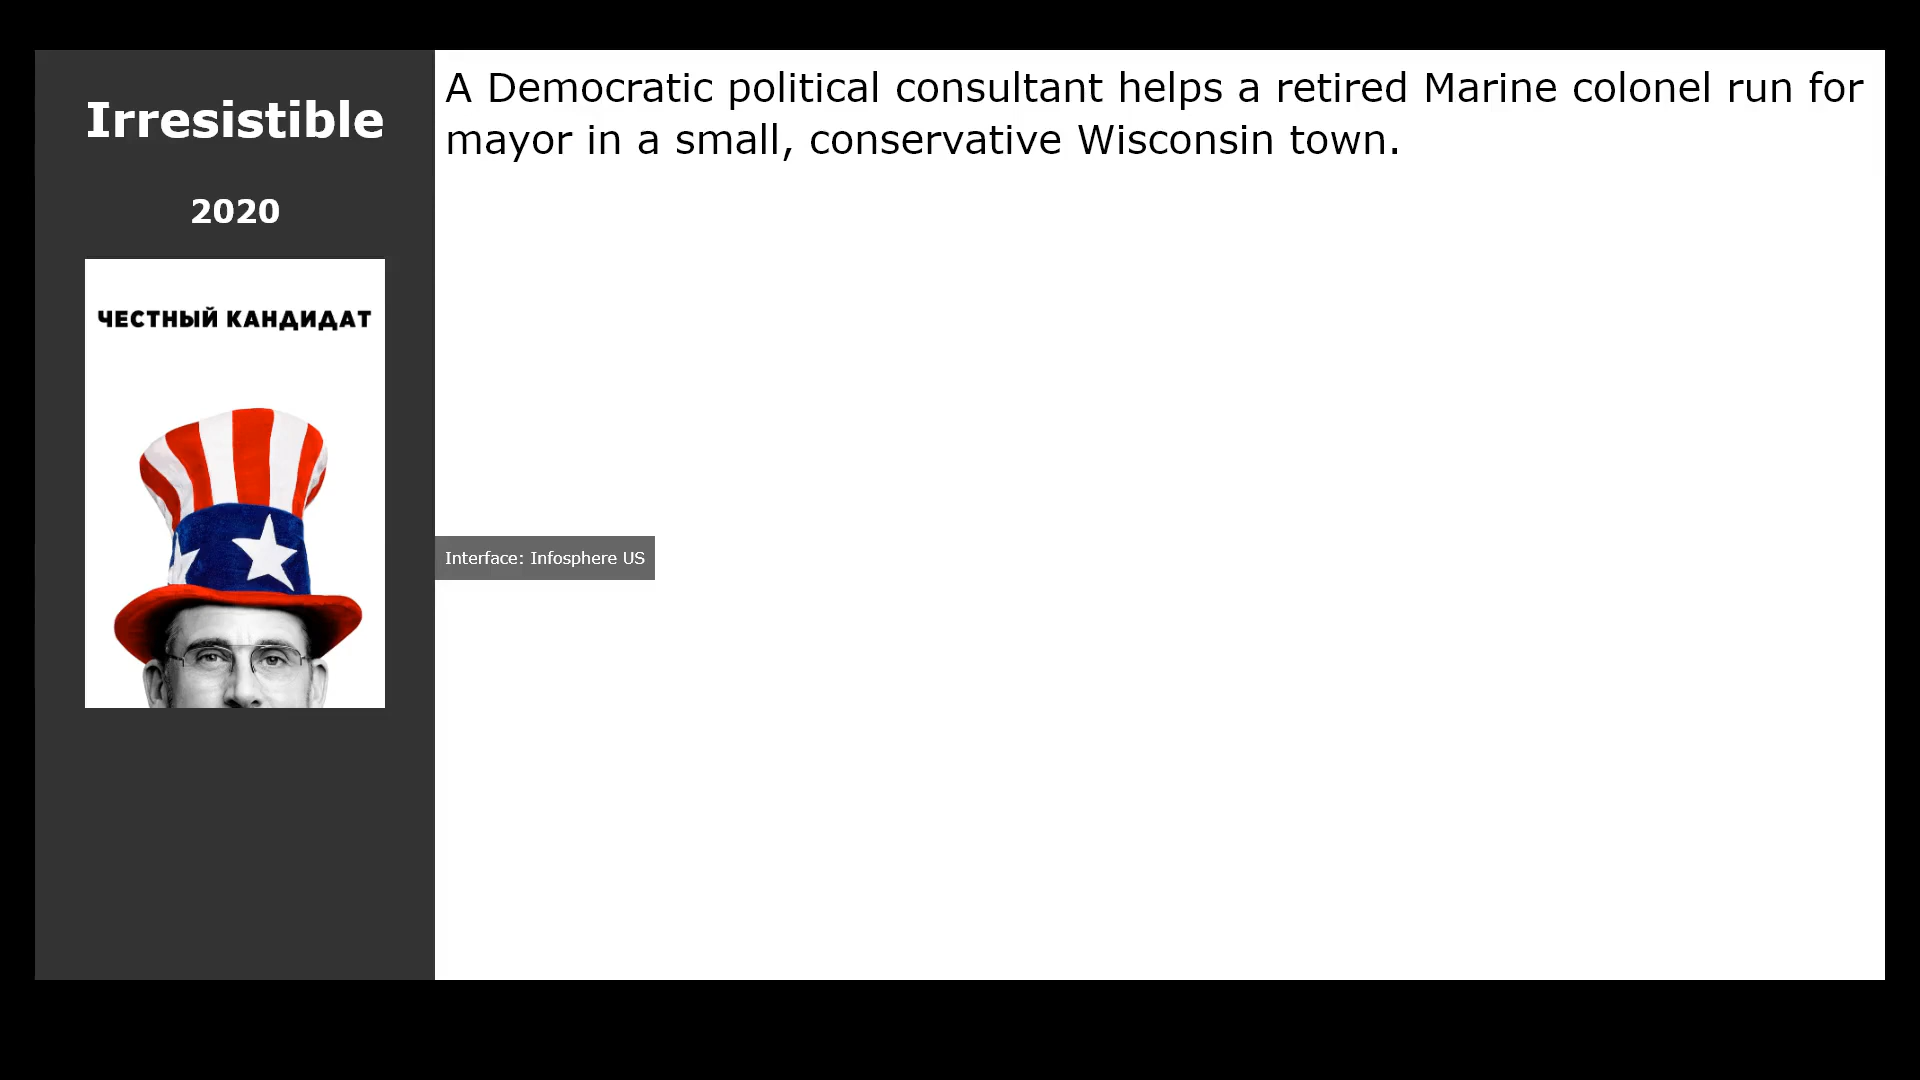 Irresistible
2020
ЧЕСТНЫЙ КАНДИДАТ
A Democratic political consultant helps a retired Marine colonel run for
mayor in a small, conservative Wisconsin town.
Interface: Infosphere US